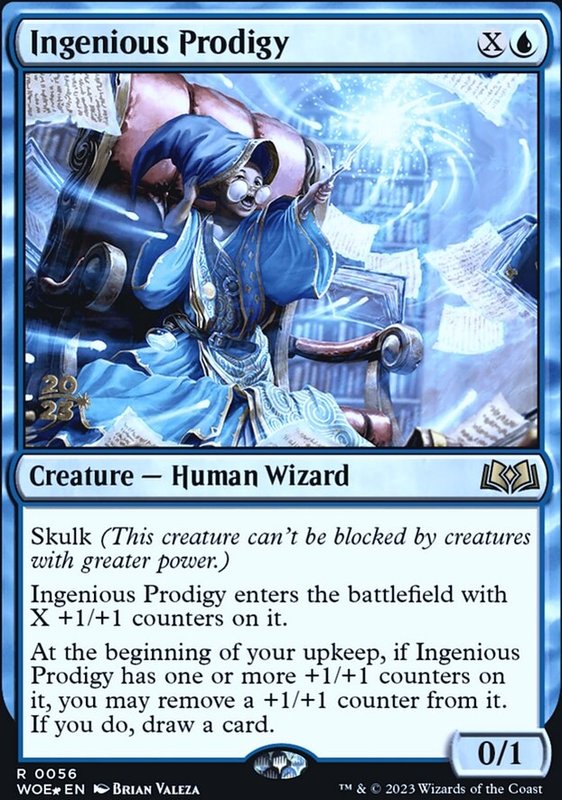 Ingenious Prodigy X
20
23
Creature — Human Wizard
Skulk (This creature can't be blocked by creatures
with greater power.)
Ingenious Prodigy enters the battlefield with
X +1/+1 counters on it.
At the beginning of your upkeep, if Ingenious
Prodigy has one or more +1/+1 counters on
it, you may remove a +1/+1 counter from it.
If you do, draw a card.
0/1
R 0056
WOE★EN Brian Valeza ™ & © 2023 Wizards of the Coast